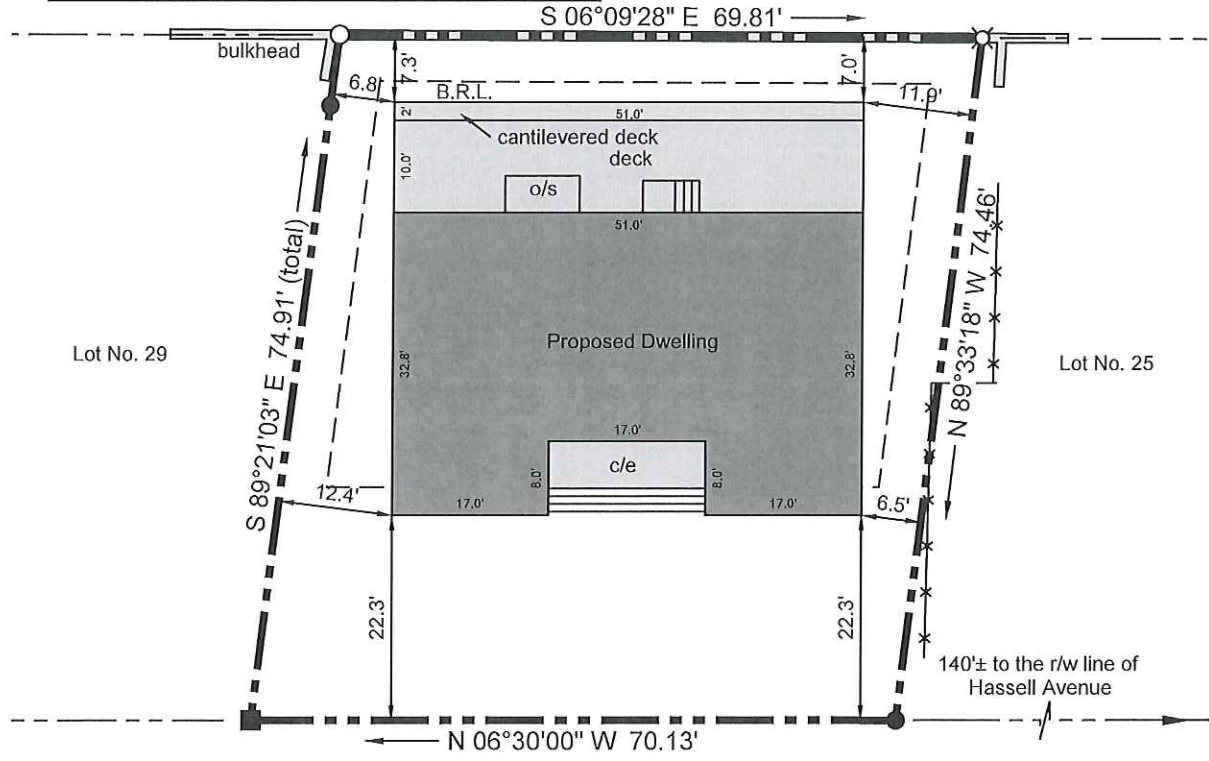 S 06°09'28" E 69.81'
bulkhead
7.3'
7.0'
6.8'
11.9'
B.R.L.
2'
51.0'
cantilevered deck
deck
10.0'
o/s
51.0'
S 89°21'03" E 74.91' (total)
N 89°33'18" W 74.46'
Proposed Dwelling
Lot No. 29
Lot No. 25
32.8'
32.8'
17.0'
c/e
8.0'
8.0'
12.4'
17.0'
17.0'
6.5'
22.3'
22.3'
140'± to the r/w line of
Hassell Avenue
N 06°30'00" W 70.13'